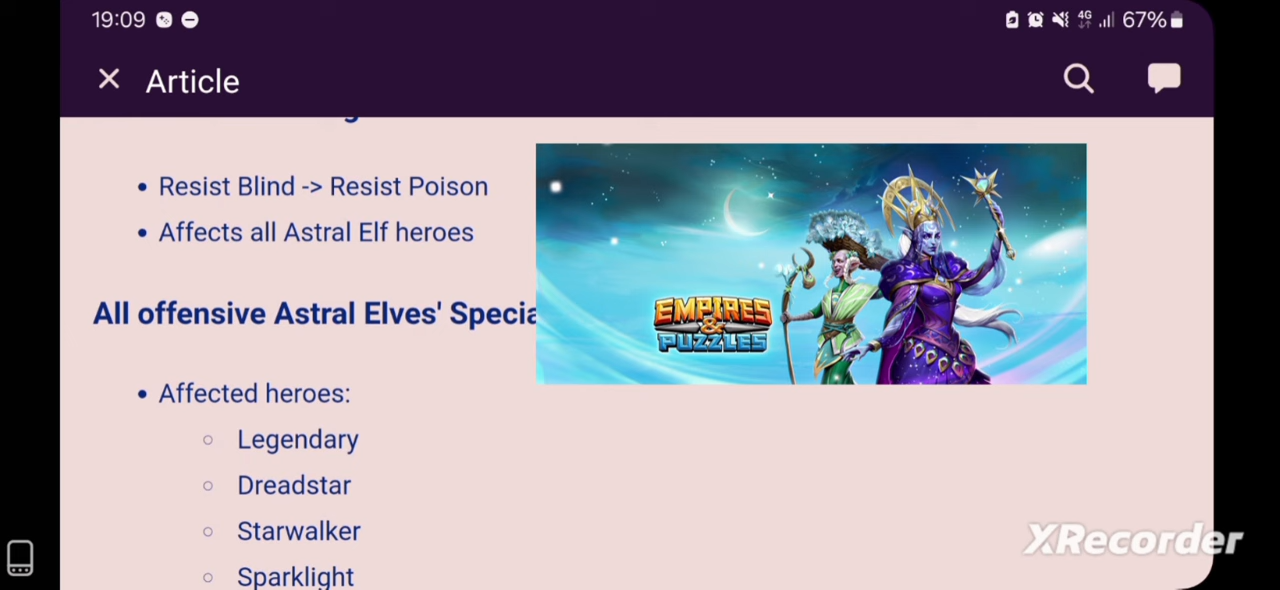 19:09
4G
67%
Article
Resist Blind -> Resist Poison
Affects all Astral Elf heroes
All offensive Astral Elves'
EMPIRES
&
PUZZLES
Affected heroes:
Legendary
Dreadstar
Starwalker
Sparklight
XRecorder